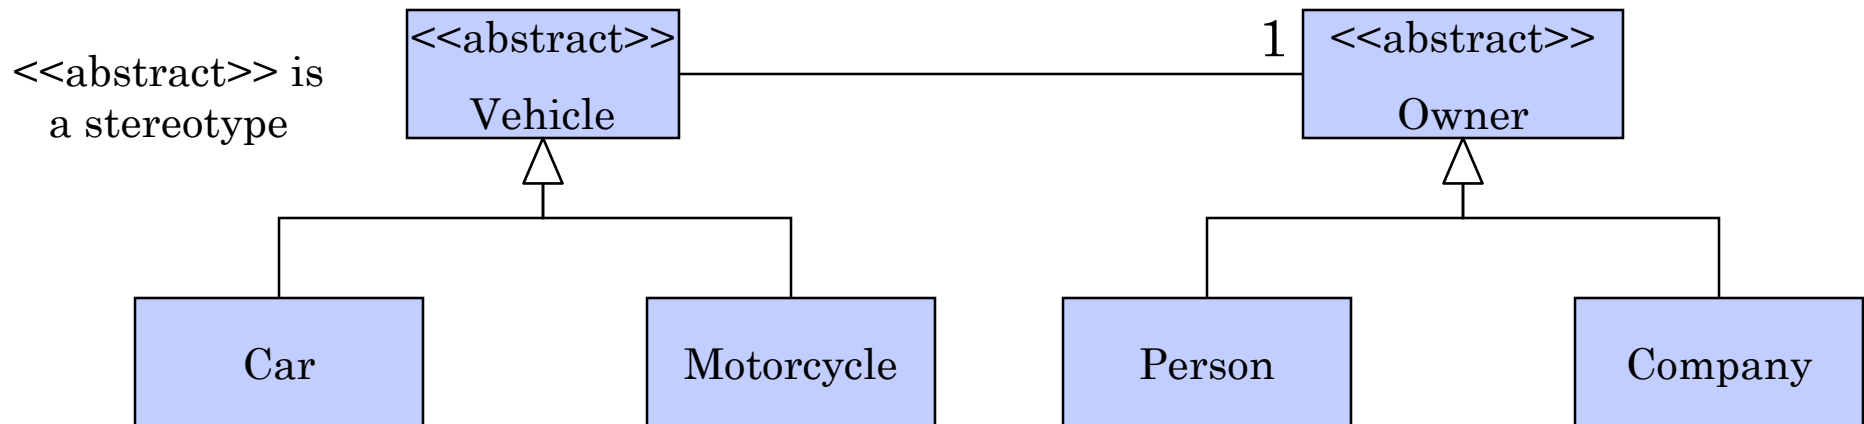 <<abstract>> is
a stereotype
<<abstract>>
Vehicle
1
<<abstract>>
Owner
Car
Motorcycle
Person
Company